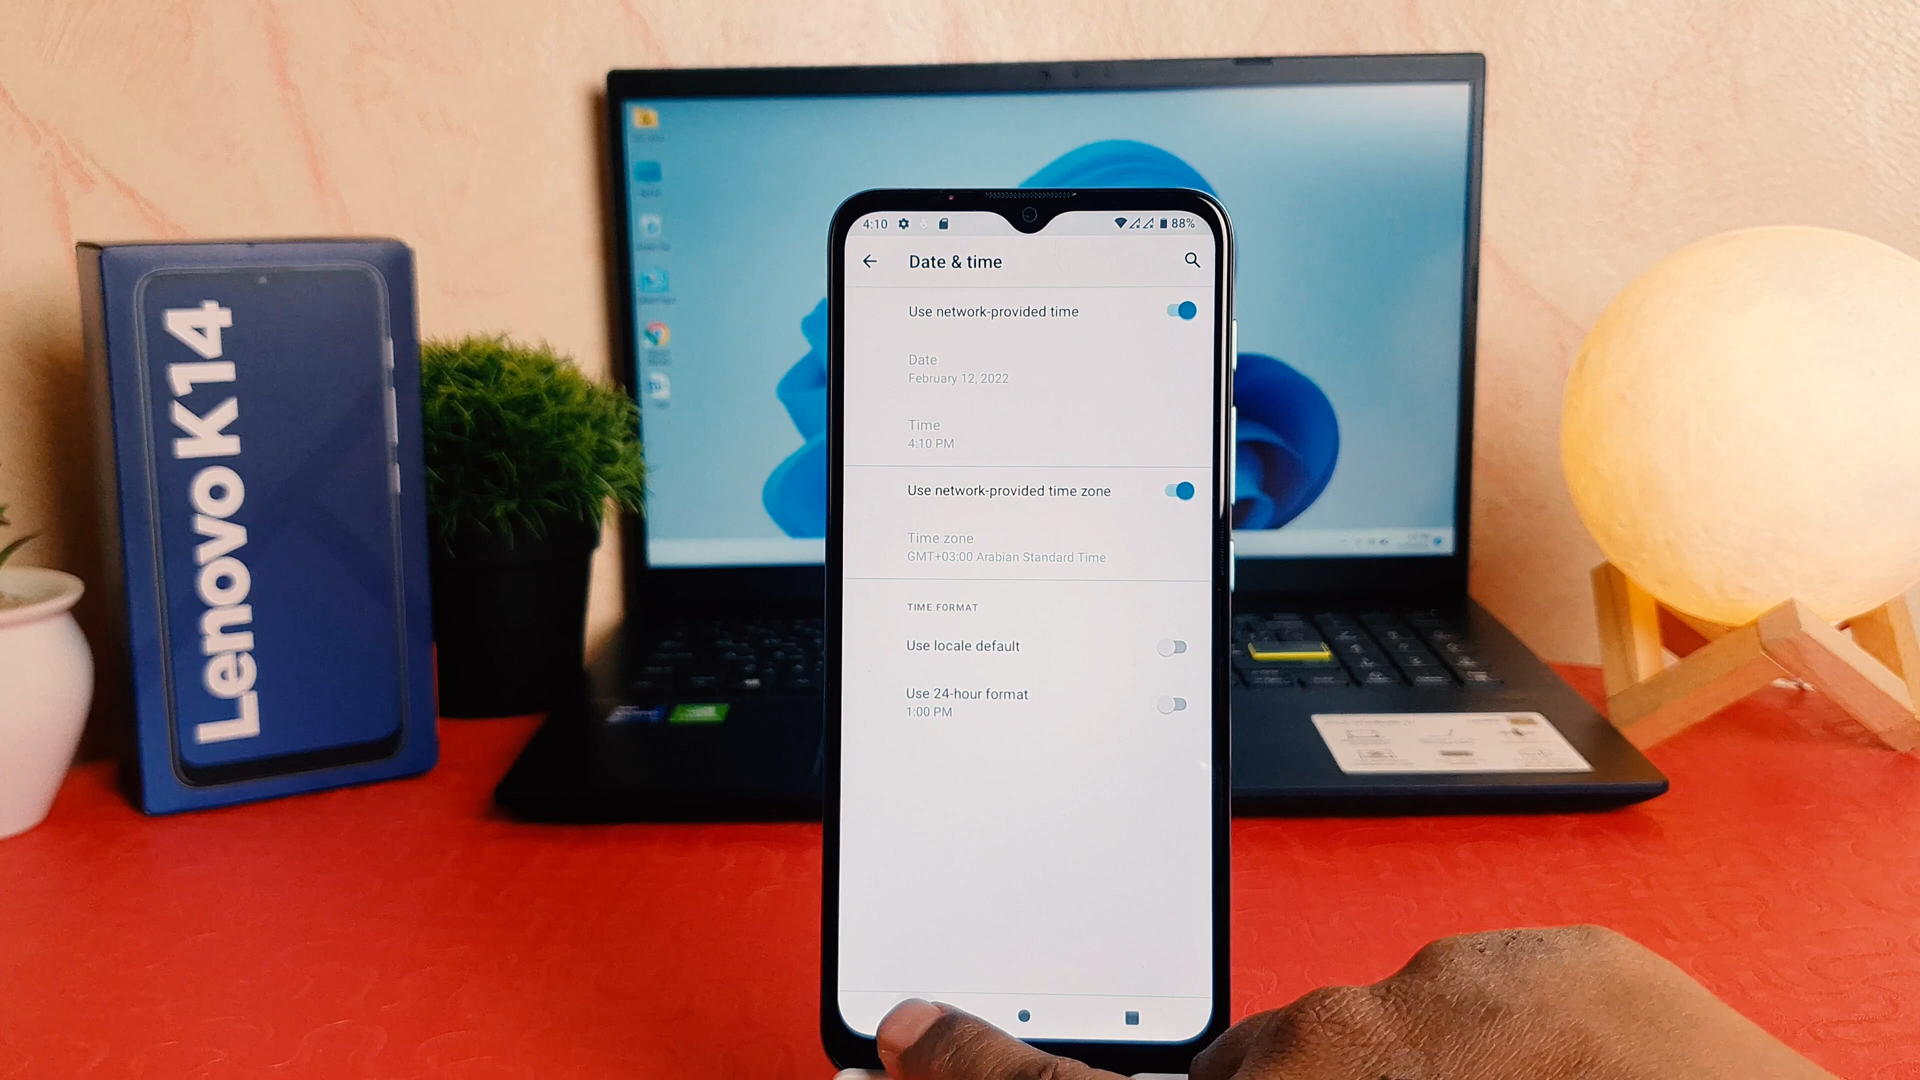 Lenovo K14
4:10
88%
Date & time
Use network-provided time
Date
February 12, 2022
Time
4:10 PM
Use network-provided time zone
Time zone
GMT+03:00 Arabian Standard Time
TIME FORMAT
Use locale default
Use 24-hour format
1:00 PM